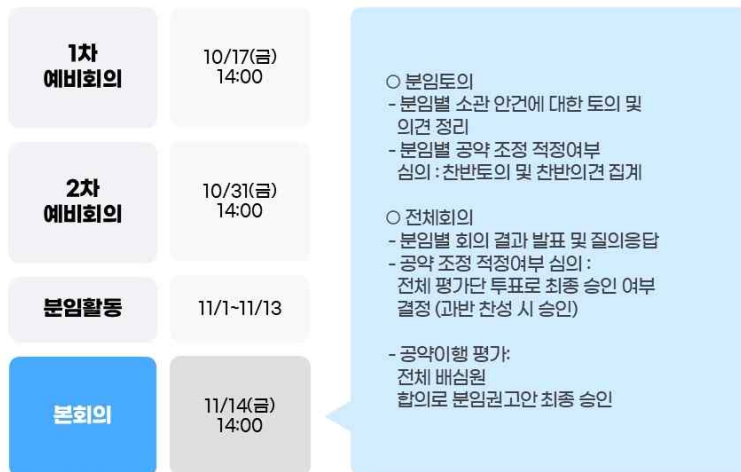 1차
예비회의
10/17(금)
14:00
2차
예비회의
10/31(금)
14:00
분임활동
11/1~11/13
본회의
11/14(금)
14:00
○ 분임토의
- 분임별 소관 안건에 대한 토의 및
의견 정리
- 분임별 공약 조정 적정여부
심의 : 찬반토의 및 찬반의견 집계
○ 전체회의
- 분임별 회의 결과 발표 및 질의응답
- 공약 조정 적정여부 심의 :
전체 평가단 투표로 최종 승인 여부
결정 (과반 찬성 시 승인)
- 공약이행 평가:
전체 배심원
합의로 분임권고안 최종 승인